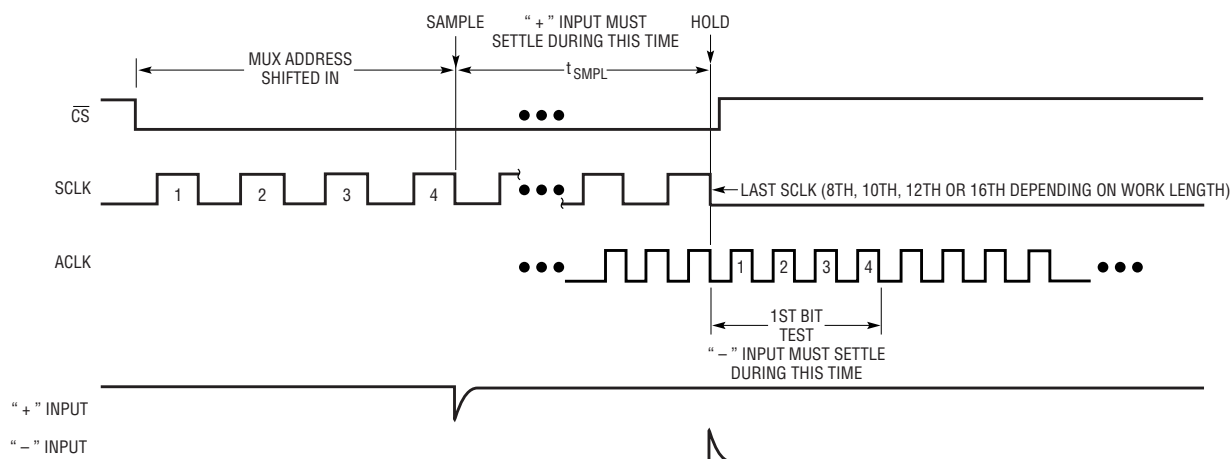 SAMPLE
“ + ” INPUT MUST
SETTLE DURING THIS TIME
HOLD
MUX ADDRESS
SHIFTED IN
tSMPL
CS
SCLK
1 2 3 4
LAST SCLK (8TH, 10TH, 12TH OR 16TH DEPENDING ON WORK LENGTH)
ACLK
1 2 3 4
1ST BIT
TEST
“ – ” INPUT MUST SETTLE
DURING THIS TIME
“ + ” INPUT
“ – ” INPUT